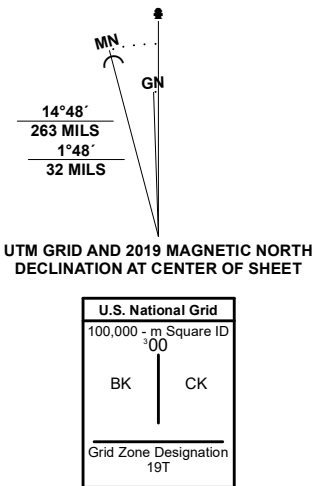 MN
GN
14°48´
263 MILS
1°48´
32 MILS
UTM GRID AND 2019 MAGNETIC NORTH
DECLINATION AT CENTER OF SHEET
U.S. National Grid
100,000 - m Square ID
³00
BK CK
Grid Zone Designation
19T